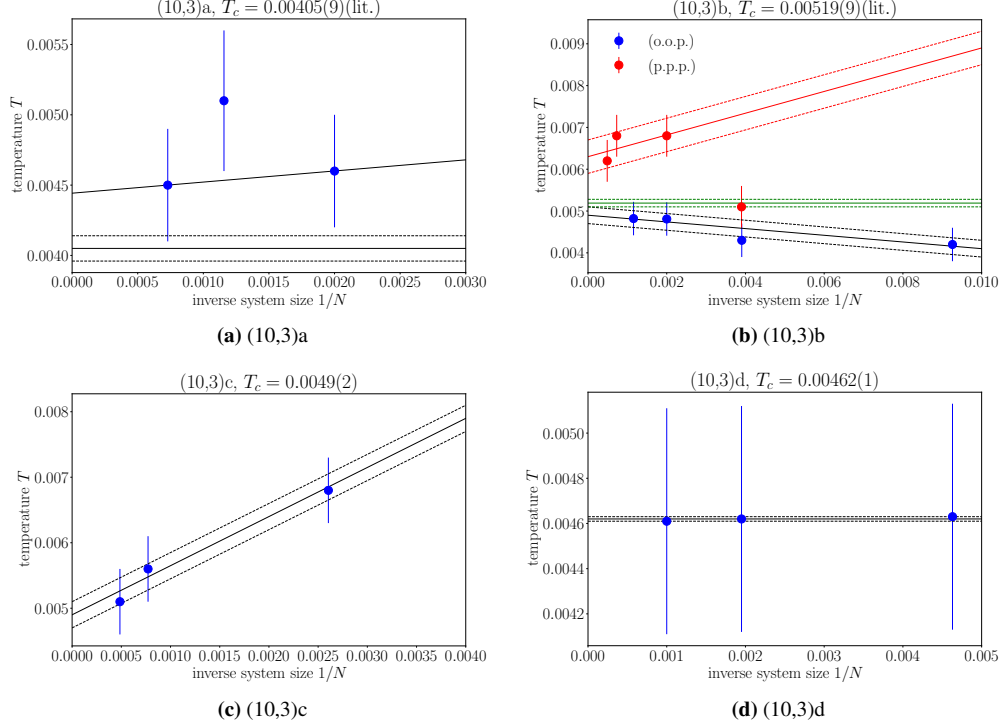 (10,3)a, T_c = 0.00405(9)(lit.)
temperature T
0.0055
0.0050
0.0045
0.0040
0.0000 0.0005 0.0010 0.0015 0.0020 0.0025 0.0030
inverse system size 1/N
(a) (10,3)a
(10,3)b, T_c = 0.00519(9)(lit.)
(o.o.p.)
(p.p.p.)
temperature T
0.009
0.008
0.007
0.006
0.005
0.004
0.000 0.002 0.004 0.006 0.008 0.010
inverse system size 1/N
(b) (10,3)b
(10,3)c, T_c = 0.0049(2)
temperature T
0.008
0.007
0.006
0.005
0.0000 0.0005 0.0010 0.0015 0.0020 0.0025 0.0030 0.0035 0.0040
inverse system size 1/N
(c) (10,3)c
(10,3)d, T_c = 0.00462(1)
temperature T
0.0050
0.0048
0.0046
0.0044
0.0042
0.000 0.001 0.002 0.003 0.004 0.005
inverse system size 1/N
(d) (10,3)d